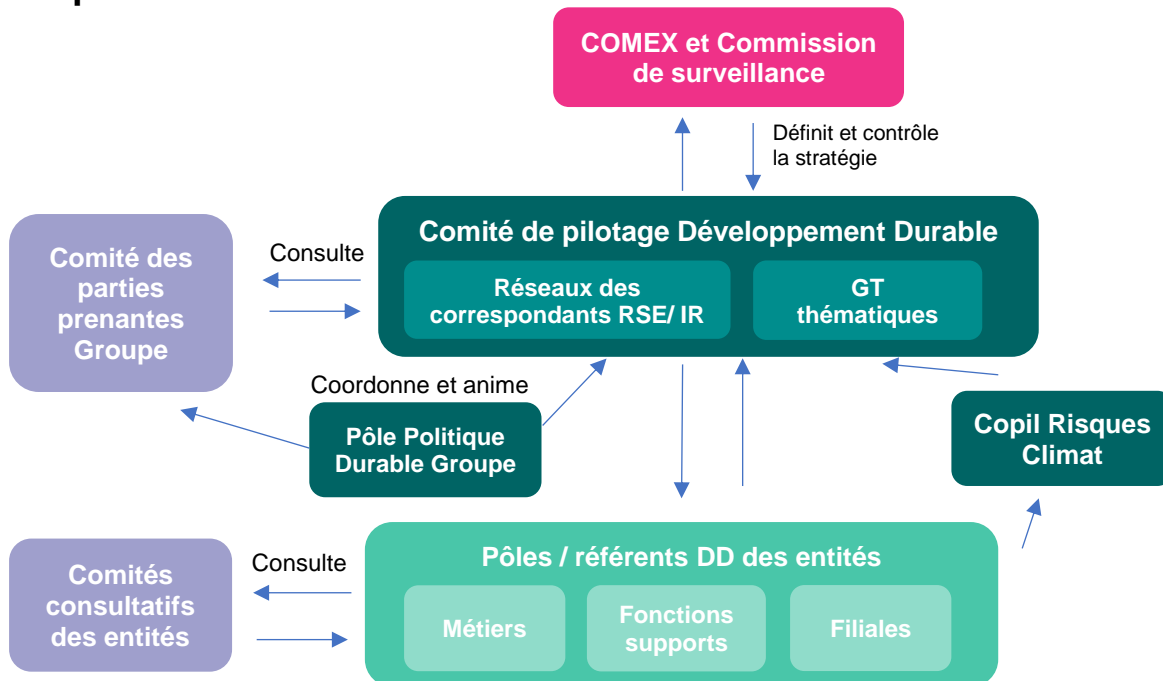 COMEX et Commission
de surveillance
Définit et contrôle
la stratégie
Comité de pilotage Développement Durable
Réseaux des
correspondants RSE/ IR
GT
thématiques
Consulte
Comité des
parties
prenantes
Groupe
Coordonne et anime
Pôle Politique
Durable Groupe
Copil Risques
Climat
Pôles / référents DD des entités
Métiers
Fonctions
supports
Filiales
Consulte
Comités
consultatifs
des entités